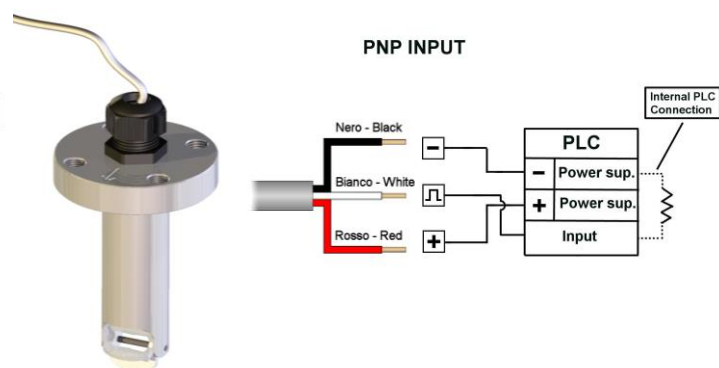 PNP INPUT
Internal PLC
Connection
Nero - Black
Bianco - White
Rosso - Red
PLC
− Power sup.
+ Power sup.
Input
−
+